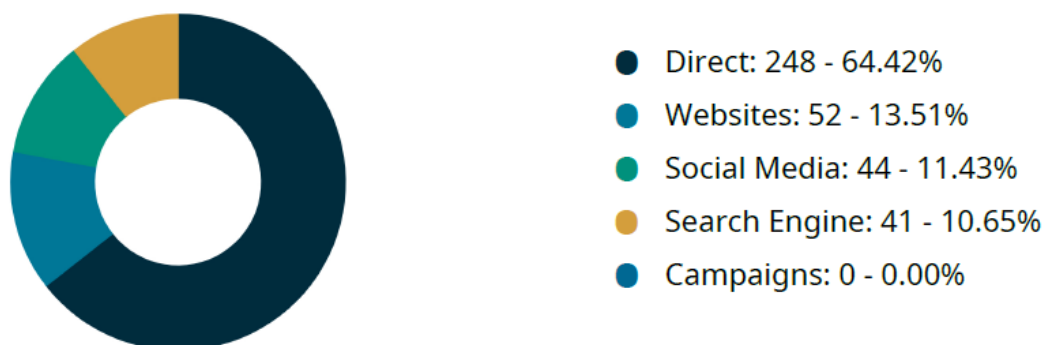 Direct: 248 - 64.42%
Websites: 52 - 13.51%
Social Media: 44 - 11.43%
Search Engine: 41 - 10.65%
Campaigns: 0 - 0.00%